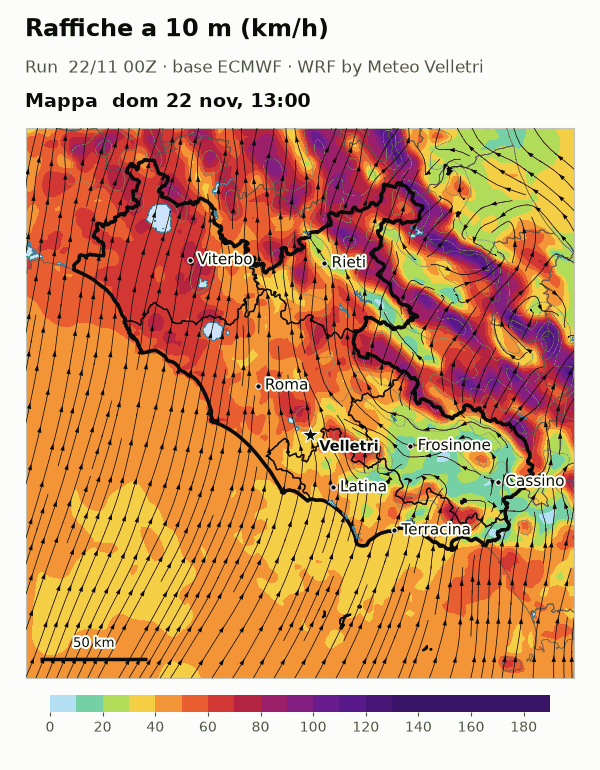 Raffiche a 10 m (km/h)
Run  22/11 00Z · base ECMWF · WRF by Meteo Velletri
Mappa  dom 22 nov, 13:00
Viterbo
Rieti
Roma
Velletri
Frosinone
Cassino
Latina
Terracina
50 km
0 20 40 60 80 100 120 140 160 180